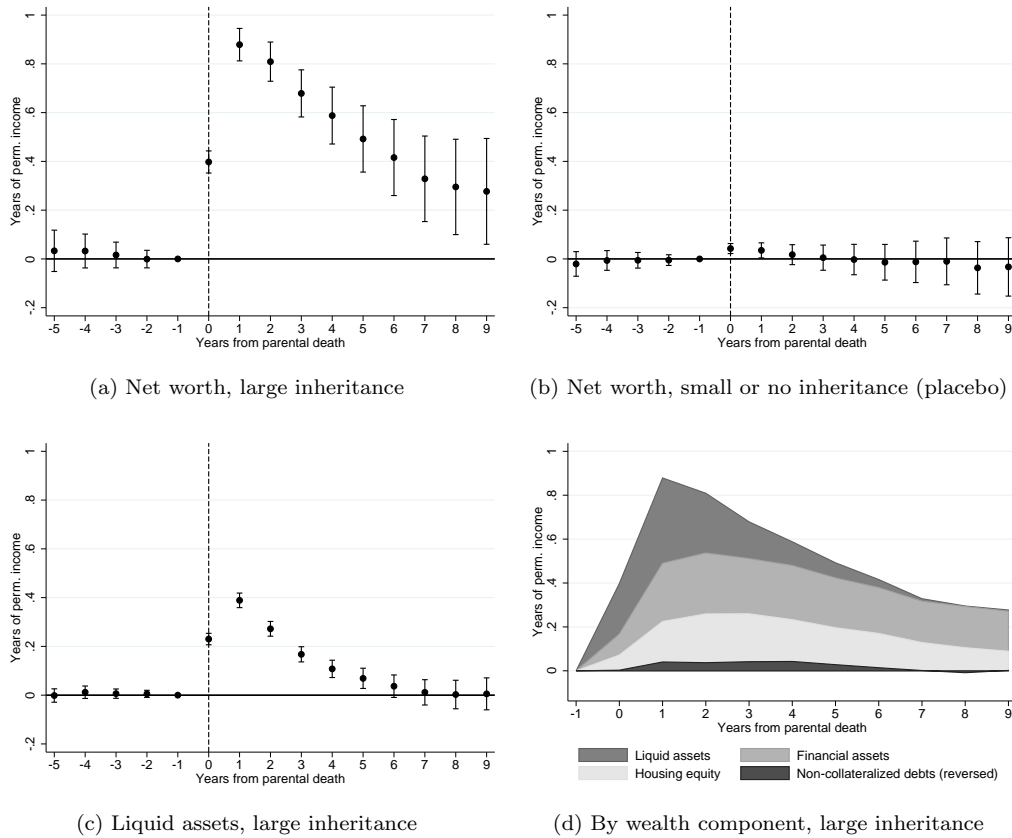 Years of perm. income
-.2 0 .2 .4 .6 .8 1
-5 -4 -3 -2 -1 0 1 2 3 4 5 6 7 8 9
Years from parental death
(a) Net worth, large inheritance
Years of perm. income
-.2 0 .2 .4 .6 .8 1
-5 -4 -3 -2 -1 0 1 2 3 4 5 6 7 8 9
Years from parental death
(b) Net worth, small or no inheritance (placebo)
Years of perm. income
-.2 0 .2 .4 .6 .8 1
-5 -4 -3 -2 -1 0 1 2 3 4 5 6 7 8 9
Years from parental death
(c) Liquid assets, large inheritance
Years of perm. income
0 .2 .4 .6 .8 1
-1 0 1 2 3 4 5 6 7 8 9
Years from parental death
Liquid assets Financial assets
Housing equity Non-collateralized debts (reversed)
(d) By wealth component, large inheritance